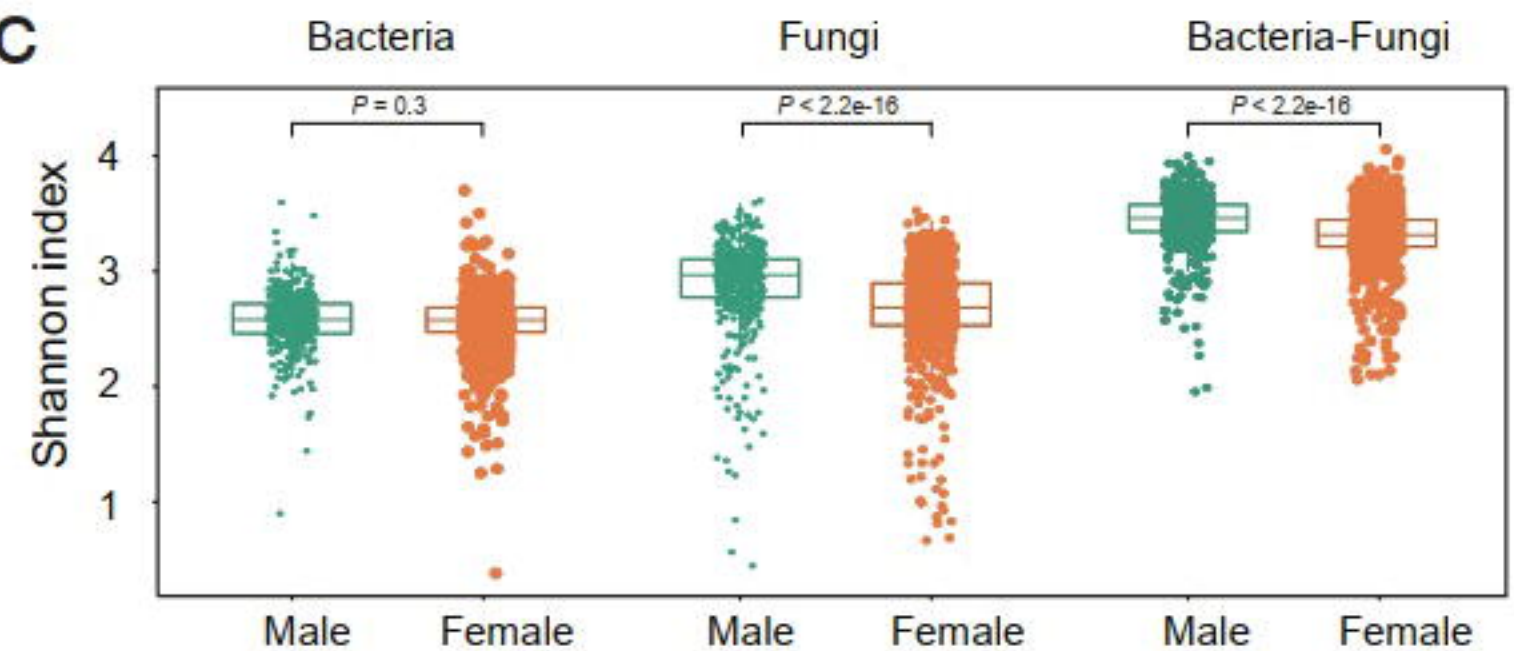 C
Bacteria Fungi Bacteria-Fungi
P = 0.3 P < 2.2e-16 P < 2.2e-16
Shannon index
4
3
2
1
Male Female Male Female Male Female